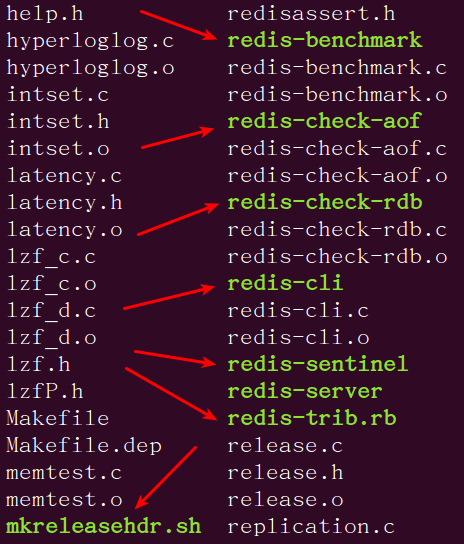 help.h redisassert.h
hyperloglog.c redis-benchmark
hyperloglog.o redis-benchmark.c
intset.c redis-benchmark.o
intset.h redis-check-aof
intset.o redis-check-aof.c
latency.c redis-check-aof.o
latency.h redis-check-rdb
latency.o redis-check-rdb.c
lzf_c.c redis-check-rdb.o
lzf_c.o redis-cli
lzf_d.c redis-cli.c
lzf_d.o redis-cli.o
lzf.h redis-sentinel
lzfP.h redis-server
Makefile redis-trib.rb
Makefile.dep release.c
memtest.c release.h
memtest.o release.o
mkreleasehdr.sh replication.c